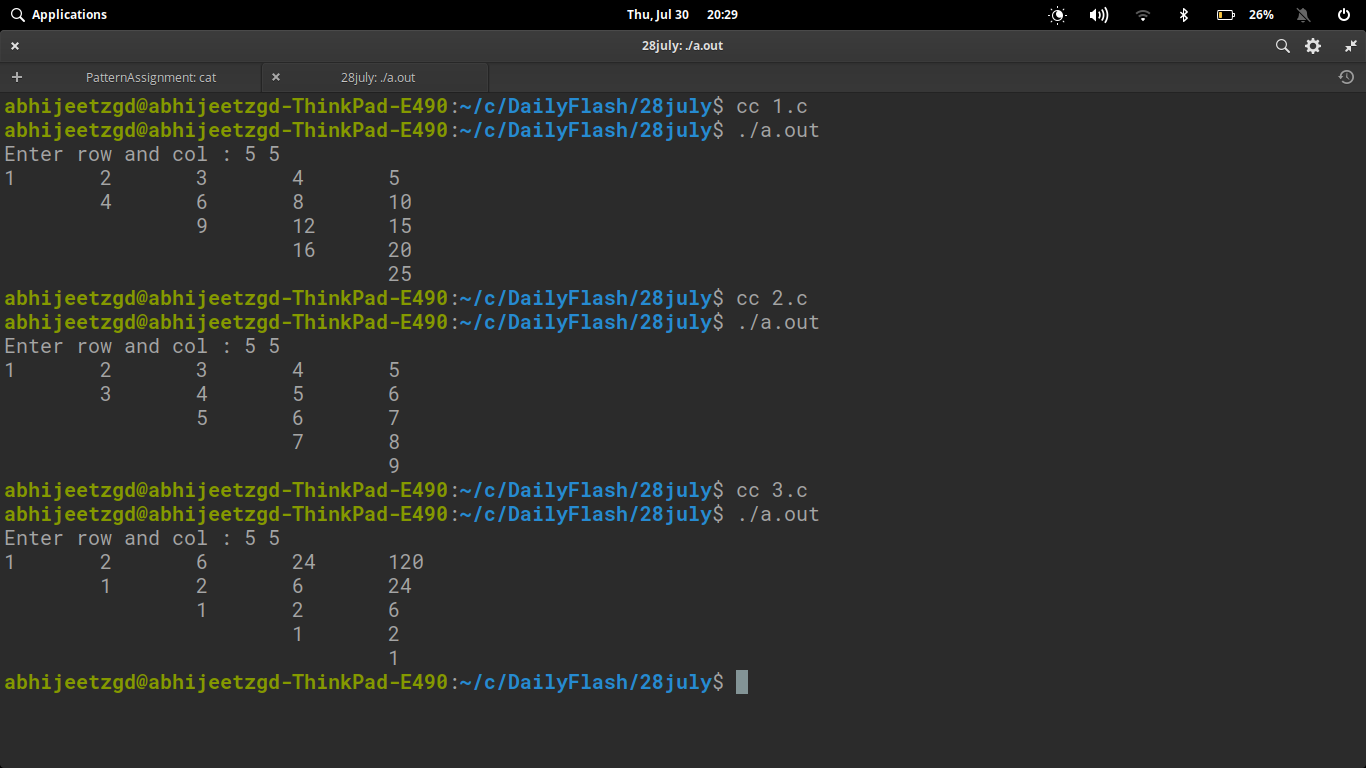 Applications Thu, Jul 30 20:29 26%
28july: ./a.out
PatternAssignment: cat 28july: ./a.out
abhijeetzgd@abhijeetzgd-ThinkPad-E490:~/c/DailyFlash/28july$ cc 1.c
abhijeetzgd@abhijeetzgd-ThinkPad-E490:~/c/DailyFlash/28july$ ./a.out
Enter row and col : 5 5
1 2 3 4 5
4 6 8 10
9 12 15
16 20
25
abhijeetzgd@abhijeetzgd-ThinkPad-E490:~/c/DailyFlash/28july$ cc 2.c
abhijeetzgd@abhijeetzgd-ThinkPad-E490:~/c/DailyFlash/28july$ ./a.out
Enter row and col : 5 5
1 2 3 4 5
3 4 5 6
5 6 7
7 8
9
abhijeetzgd@abhijeetzgd-ThinkPad-E490:~/c/DailyFlash/28july$ cc 3.c
abhijeetzgd@abhijeetzgd-ThinkPad-E490:~/c/DailyFlash/28july$ ./a.out
Enter row and col : 5 5
1 2 6 24 120
1 2 6 24
1 2 6
1 2
1
abhijeetzgd@abhijeetzgd-ThinkPad-E490:~/c/DailyFlash/28july$